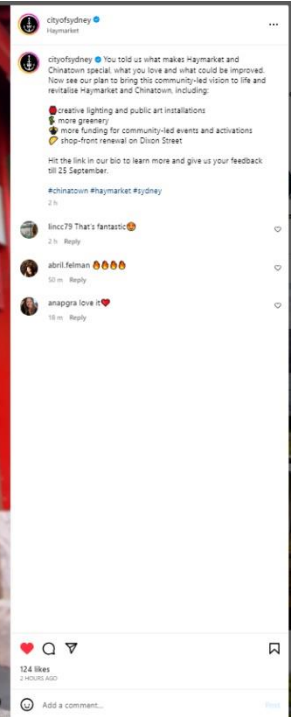 cityofsydney
Haymarket
cityofsydney You told us what makes Haymarket and
Chinatown special, what you love and what could be improved.
Now see our plan to bring this community-led vision to life and
revitalise Haymarket and Chinatown, including:
creative lighting and public art installations
more greenery
more funding for community-led events and activations
shop-front renewal on Dixon Street
Hit the link in our bio to learn more and give us your feedback
till 25 September.
#chinatown #haymarket #sydney
2 h
lincc79 That's fantastic😍
2 h Reply
abril.felman 🔥🔥🔥🔥
50 m Reply
anapgra love it❤️
18 m Reply
124 likes
2 HOURS AGO
Add a comment...
Post